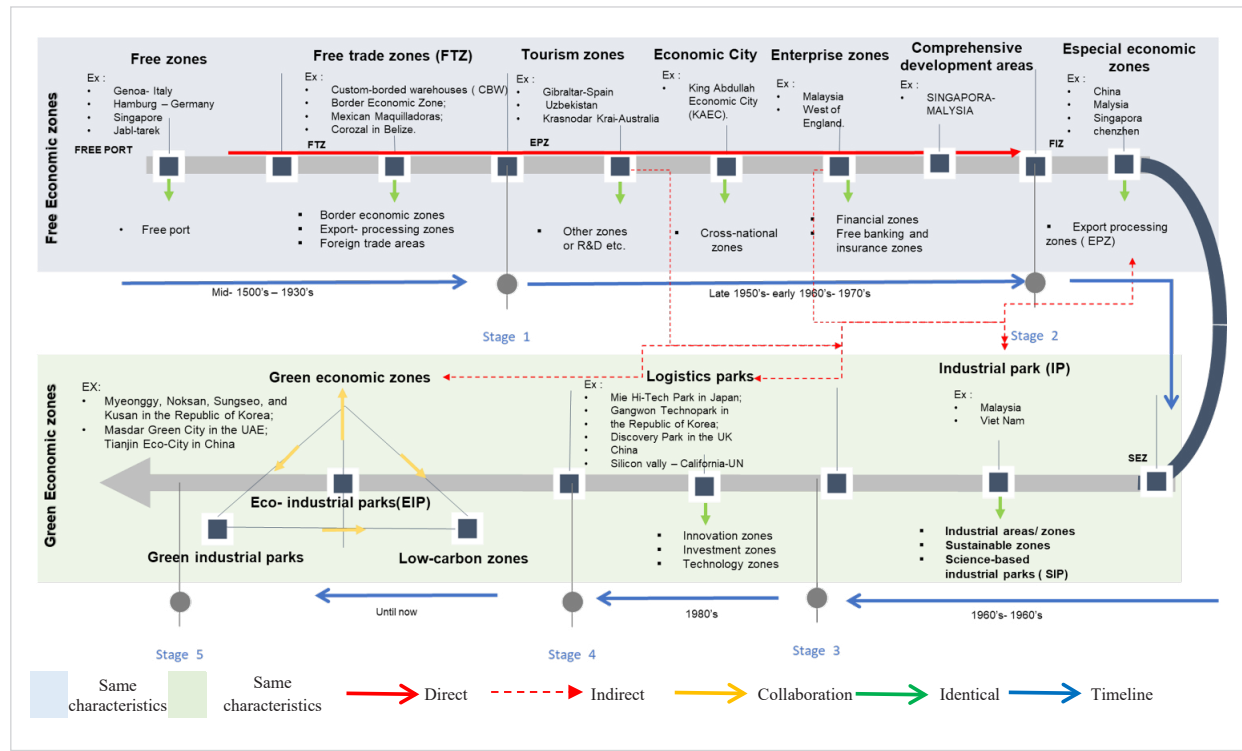 Free Economic zones
Free zones
Ex :
• Genoa- Italy
• Hamburg – Germany
• Singapore
• Jabl-tarek
FREE PORT
• Free port
Free trade zones (FTZ)
Ex :
• Custom-borded warehouses ( CBW)
• Border Economic Zone;
• Mexican Maquilladoras;
• Corozal in Belize.
FTZ
▪ Border economic zones
▪ Export- processing zones
▪ Foreign trade areas
Tourism zones
Ex :
• Gibraltar-Spain
• Uzbekistan
• Krasnodar Krai-Australia
EPZ
▪ Other zones
or R&D etc.
Economic City
Ex :
• King Abdullah
Economic City
(KAEC).
▪ Cross-national
zones
Enterprise zones
Ex :
• Malaysia
• West of
England.
▪ Financial zones
▪ Free banking and
insurance zones
Comprehensive
development areas
Ex :
• SINGAPORA-
MALYSIA
FIZ
Especial economic
zones
Ex :
• China
• Malysia
• Singapora
• chenzhen
• Export processing
zones ( EPZ)
Mid- 1500's – 1930's
Late 1950's- early 1960's- 1970's
Stage 1
Stage 2
Green Economic zones
Green economic zones
EX:
• Myeonggy, Noksan, Sungseo, and
Kusan in the Republic of Korea;
• Masdar Green City in the UAE;
Tianjin Eco-City in China
Eco- industrial parks(EIP)
Green industrial parks
Low-carbon zones
Logistics parks
Ex :
• Mie Hi-Tech Park in Japan;
• Gangwon Technopark in
the Republic of Korea;
• Discovery Park in the UK
• China
• Silicon vally – California-UN
▪ Innovation zones
▪ Investment zones
▪ Technology zones
Industrial park (IP)
Ex :
• Malaysia
• Viet Nam
SEZ
▪ Industrial areas/ zones
▪ Sustainable zones
▪ Science-based
industrial parks ( SIP)
Until now
1980's
1960's- 1960's
Stage 5
Stage 4
Stage 3
Same
characteristics
Same
characteristics
Direct
Indirect
Collaboration
Identical
Timeline